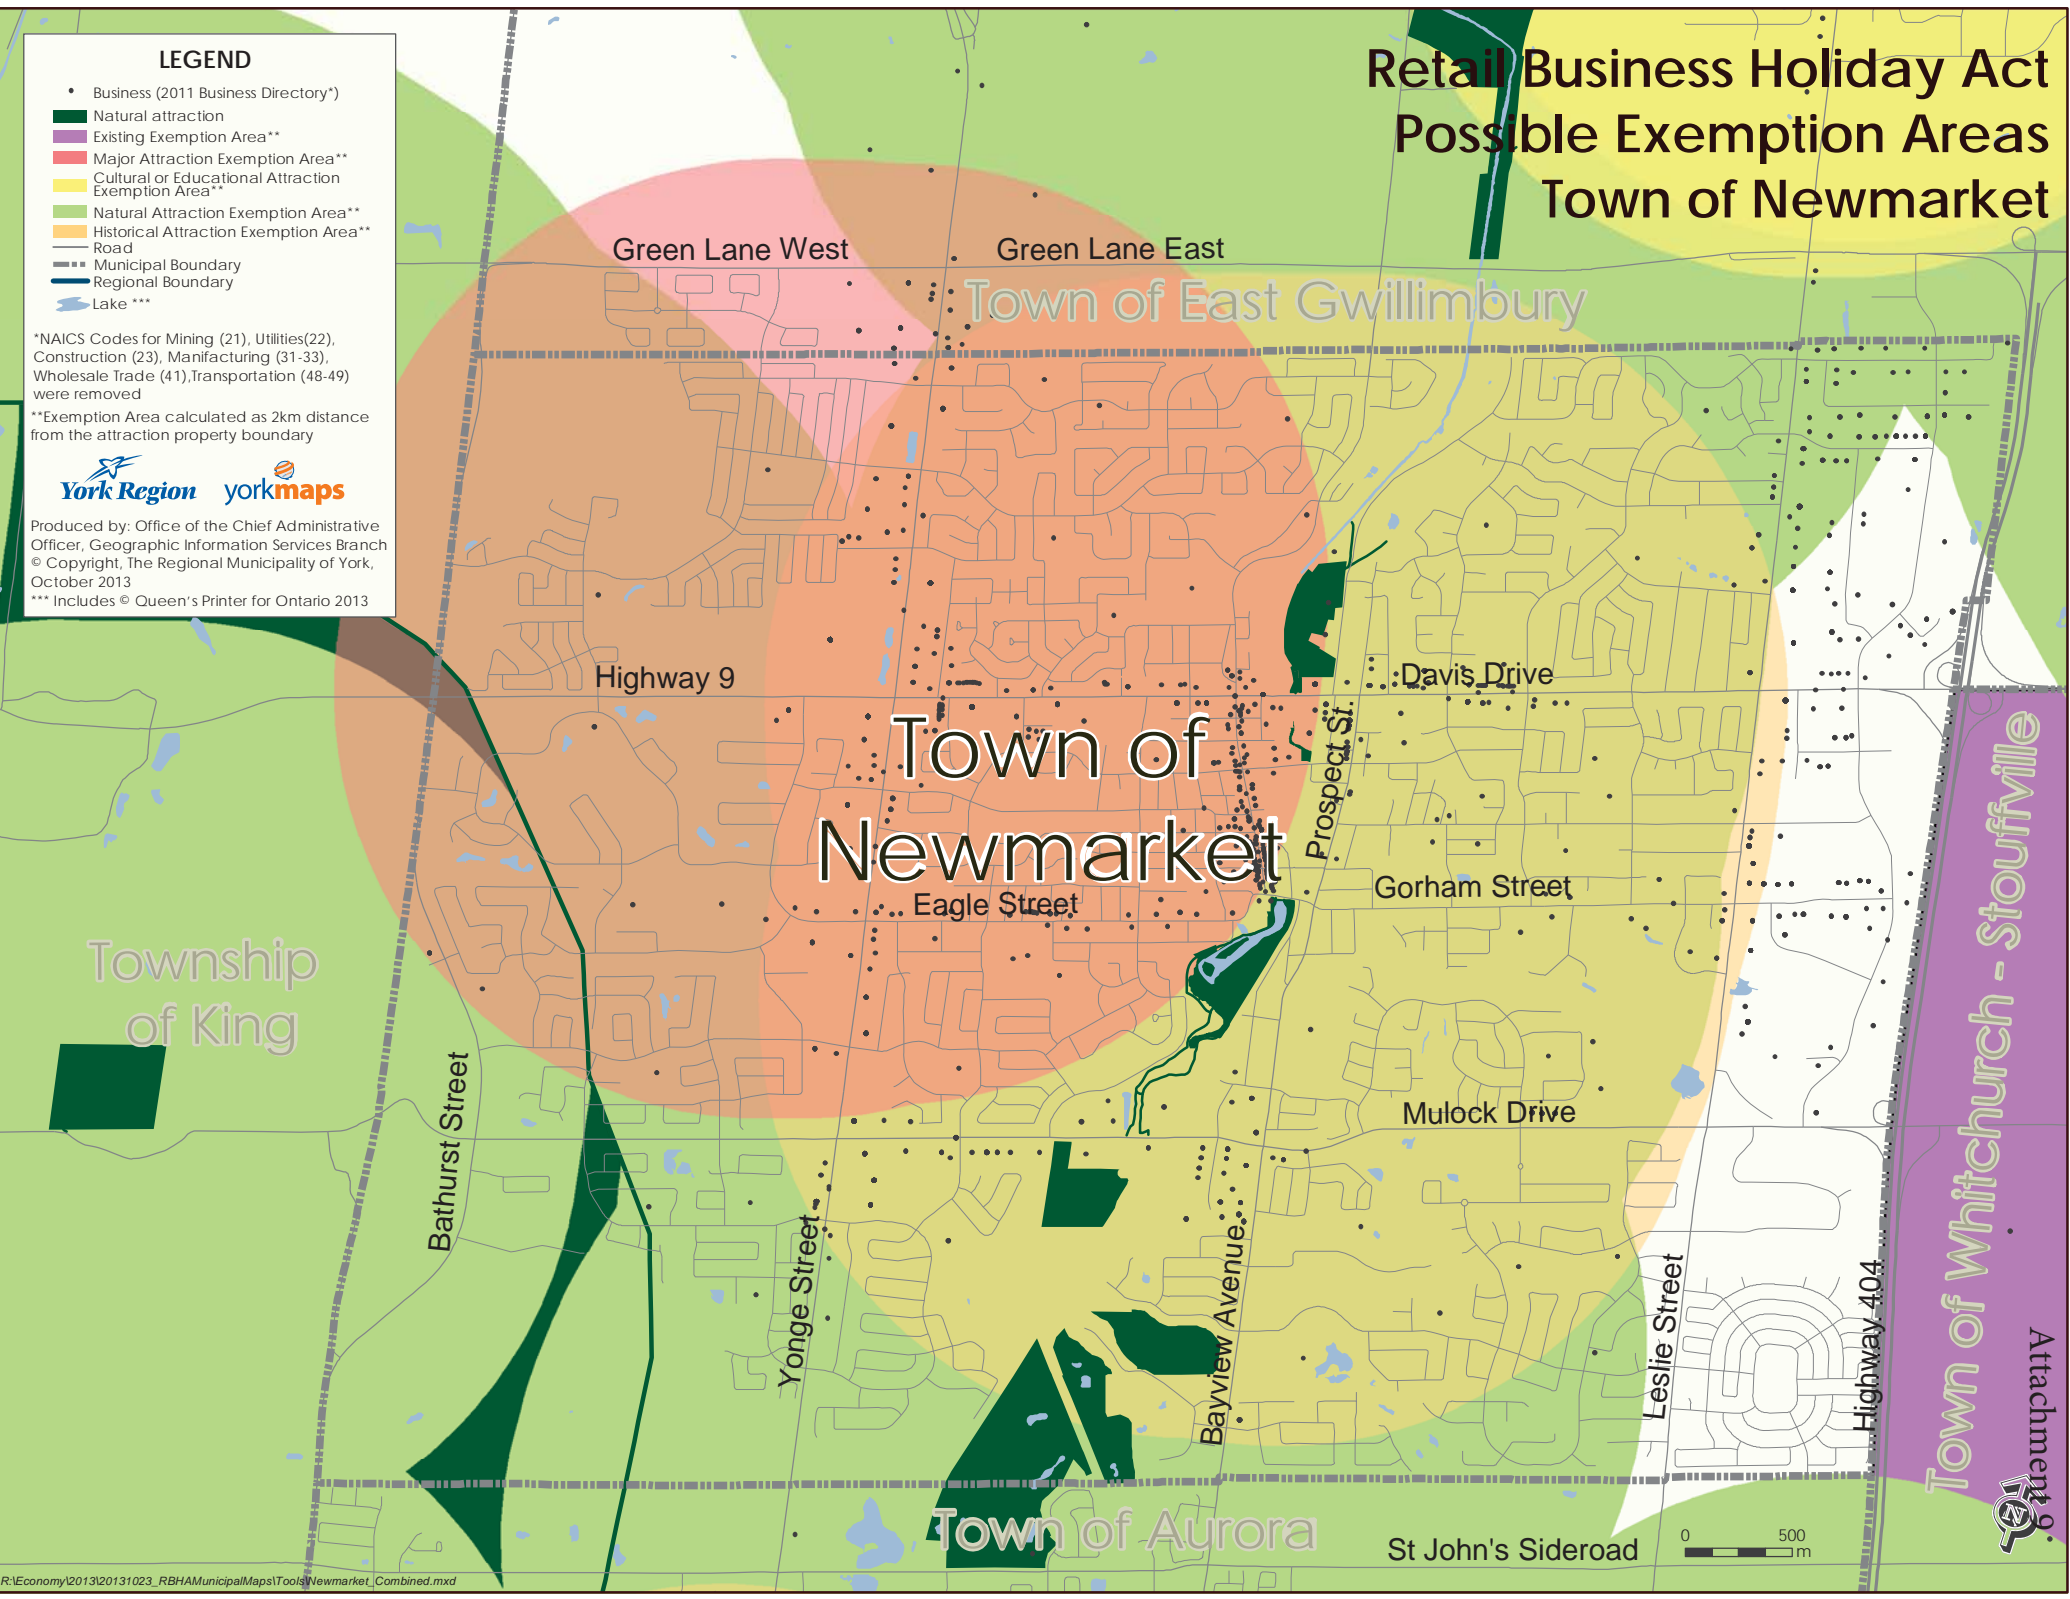 LEGEND
Business (2011 Business Directory*)
Natural attraction
Existing Exemption Area**
Major Attraction Exemption Area**
Cultural or Educational Attraction
Exemption Area**
Natural Attraction Exemption Area**
Historical Attraction Exemption Area**
Road
Municipal Boundary
Regional Boundary
Lake ***
*NAICS Codes for Mining (21), Utilities(22),
Construction (23), Manifacturing (31-33),
Wholesale Trade (41),Transportation (48-49)
were removed
**Exemption Area calculated as 2km distance
from the attraction property boundary
York Region yorkmaps
Produced by: Office of the Chief Administrative
Officer, Geographic Information Services Branch
© Copyright, The Regional Municipality of York,
October 2013
*** Includes © Queen's Printer for Ontario 2013
Retail Business Holiday Act
Possible Exemption Areas
Town of Newmarket
Green Lane West
Green Lane East
Town of East Gwillimbury
Highway 9
Davis Drive
Town of
Newmarket
Prospect St.
Eagle Street
Gorham Street
Township
of King
Bathurst Street
Mulock Drive
Yonge Street
Bayview Avenue
Leslie Street
Highway 404
Town of Whitchurch - Stouffville
Attachment 9
N
Town of Aurora
St John's Sideroad
0 500
m
R:\Economy\2013\20131023_RBHAMunicipalMaps\Tools\Newmarket_Combined.mxd